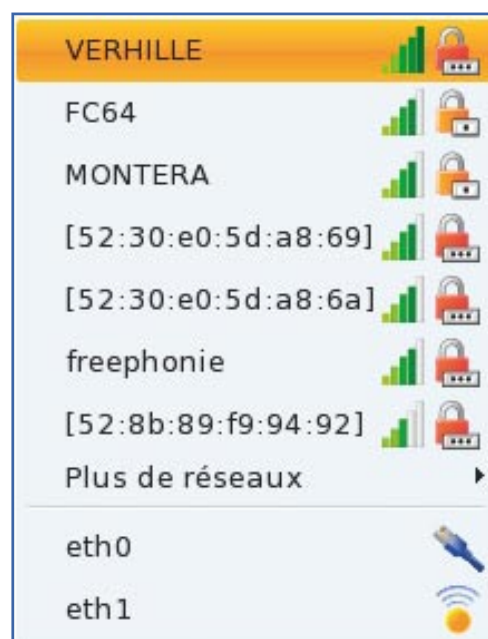 VERHILLE
FC64
MONTERA
[52:30:e0:5d:a8:69]
[52:30:e0:5d:a8:6a]
freephonie
[52:8b:89:f9:94:92]
Plus de réseaux
eth0
eth1